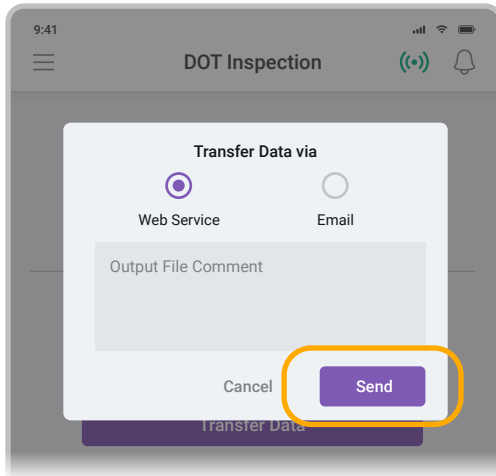 9:41
DOT Inspection
Transfer Data via
Web Service
Email
Output File Comment
Cancel
Send
Transfer Data